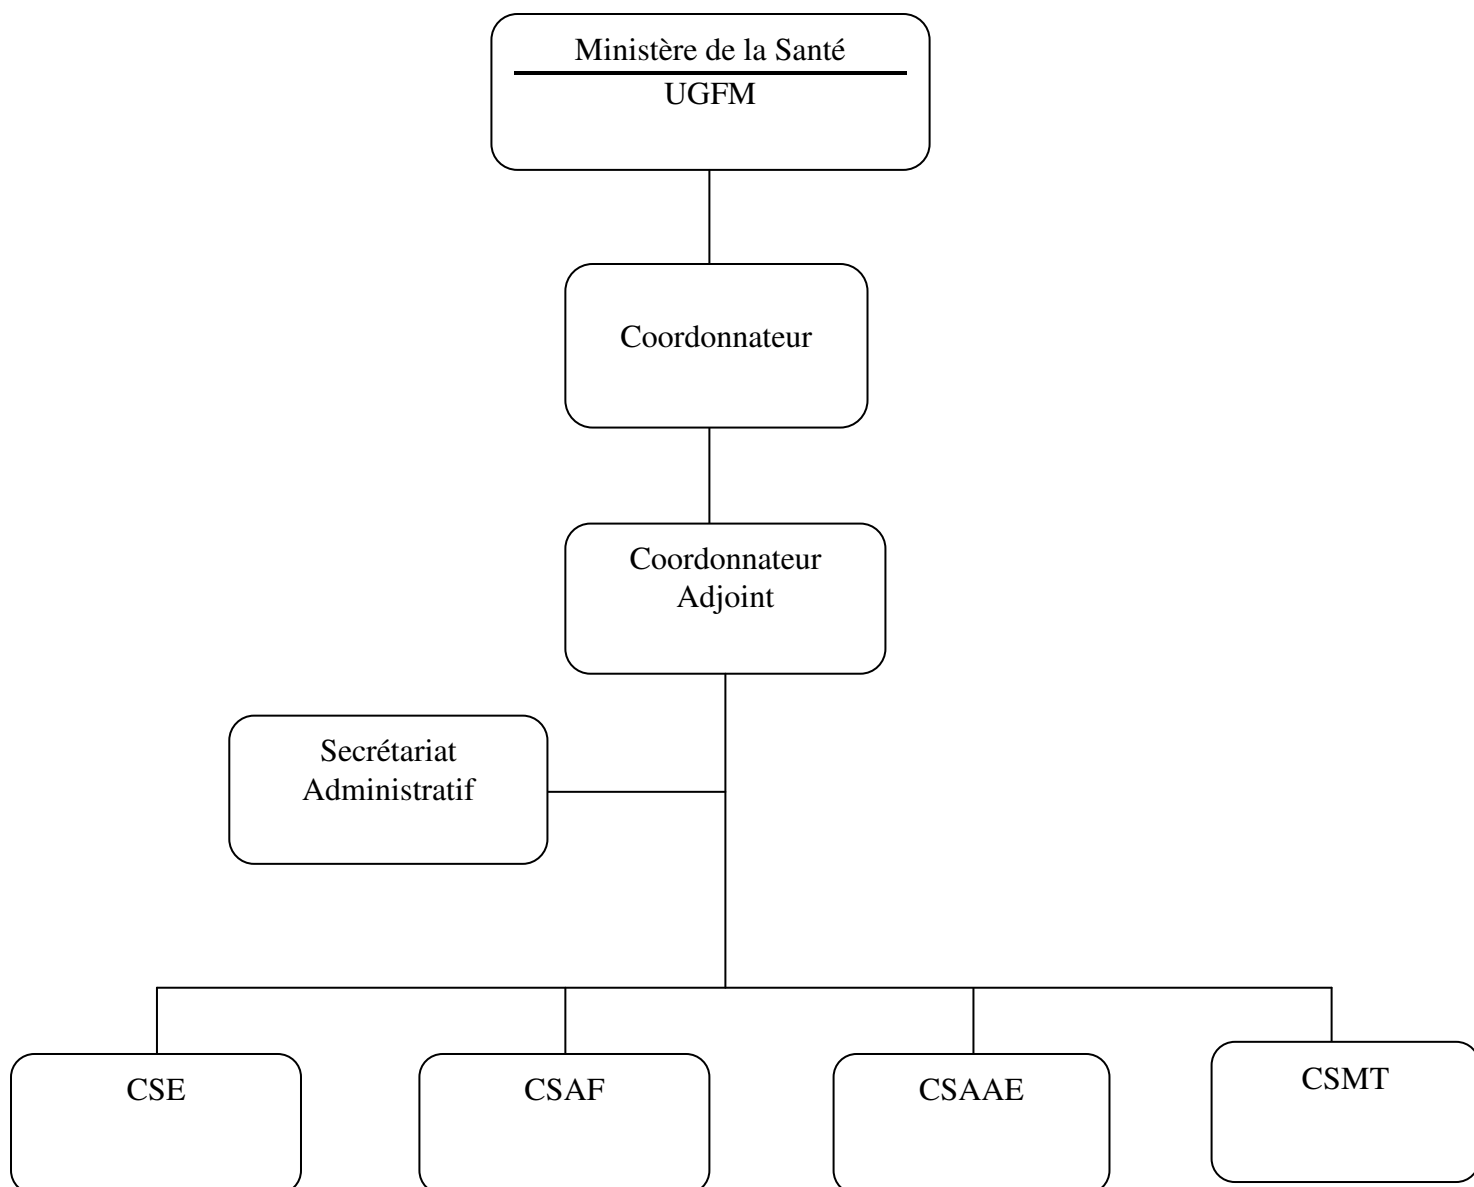 Ministère de la Santé
UGFM
Coordonnateur
Coordonnateur
Adjoint
Secrétariat
Administratif
CSE
CSAF
CSAAE
CSMT